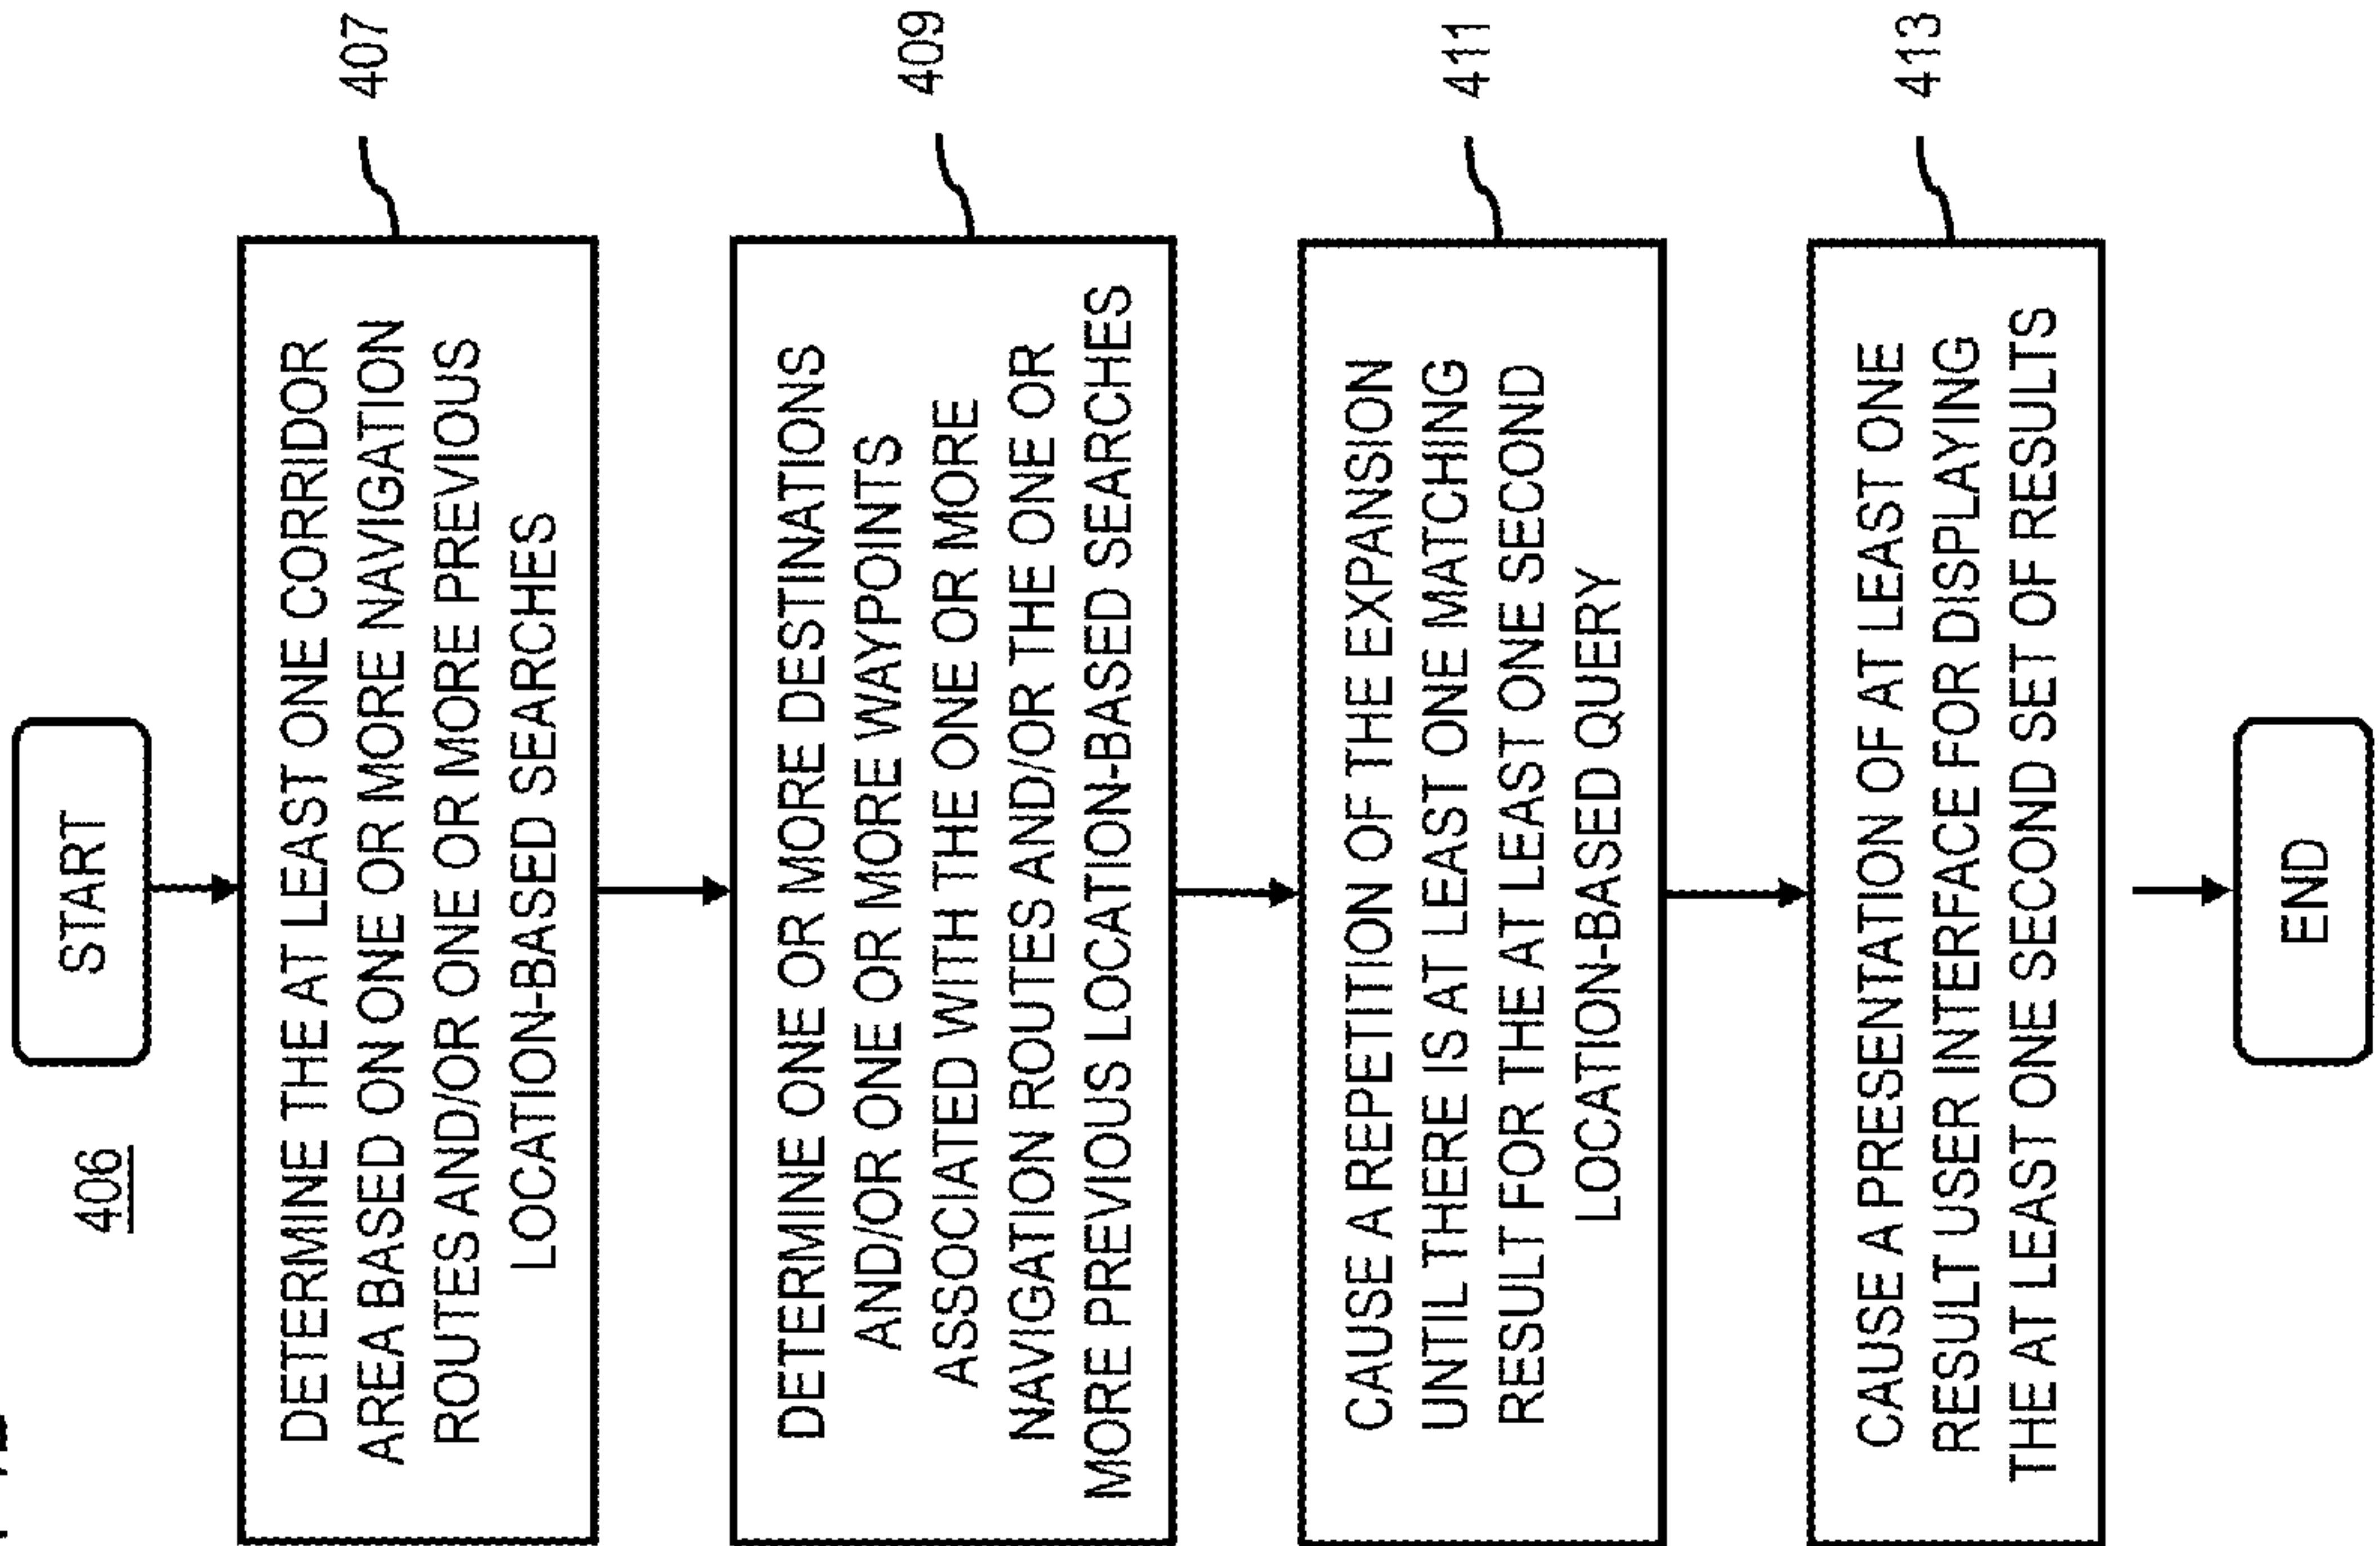 406
START
DETERMINE THE AT LEAST ONE CORRIDOR
AREA BASED ON ONE OR MORE NAVIGATION
ROUTES AND/OR ONE OR MORE PREVIOUS
LOCATION-BASED SEARCHES
407
DETERMINE ONE OR MORE DESTINATIONS
AND/OR ONE OR MORE WAYPOINTS
ASSOCIATED WITH THE ONE OR MORE
NAVIGATION ROUTES AND/OR THE ONE OR
MORE PREVIOUS LOCATION-BASED SEARCHES
409
CAUSE A REPETITION OF THE EXPANSION
UNTIL THERE IS AT LEAST ONE MATCHING
RESULT FOR THE AT LEAST ONE SECOND
LOCATION-BASED QUERY
411
CAUSE A PRESENTATION OF AT LEAST ONE
RESULT USER INTERFACE FOR DISPLAYING
THE AT LEAST ONE SECOND SET OF RESULTS
413
END